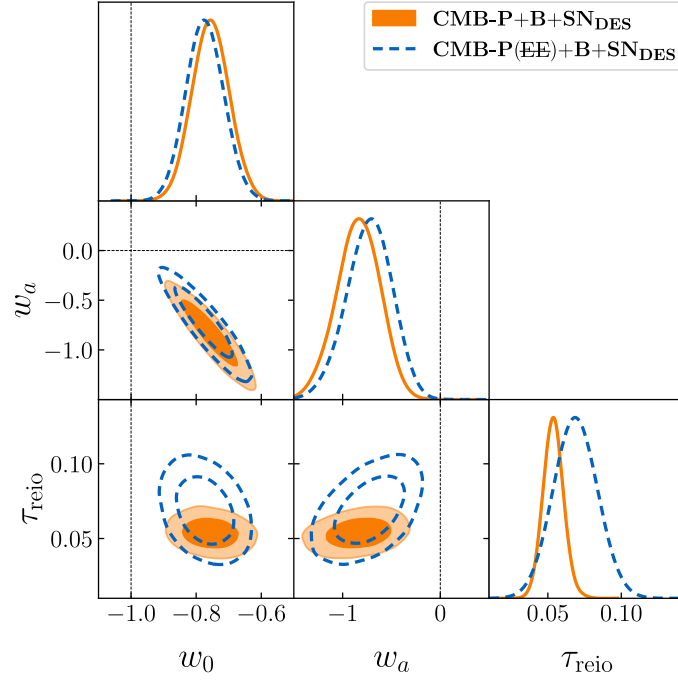 CMB-P+B+SN_DES
CMB-P(EE)+B+SN_DES
0.0
w_a
−0.5
−1.0
0.10
τ_reio
0.05
−1.0 −0.8 −0.6
−1 0
0.05 0.10
w_0 w_a τ_reio